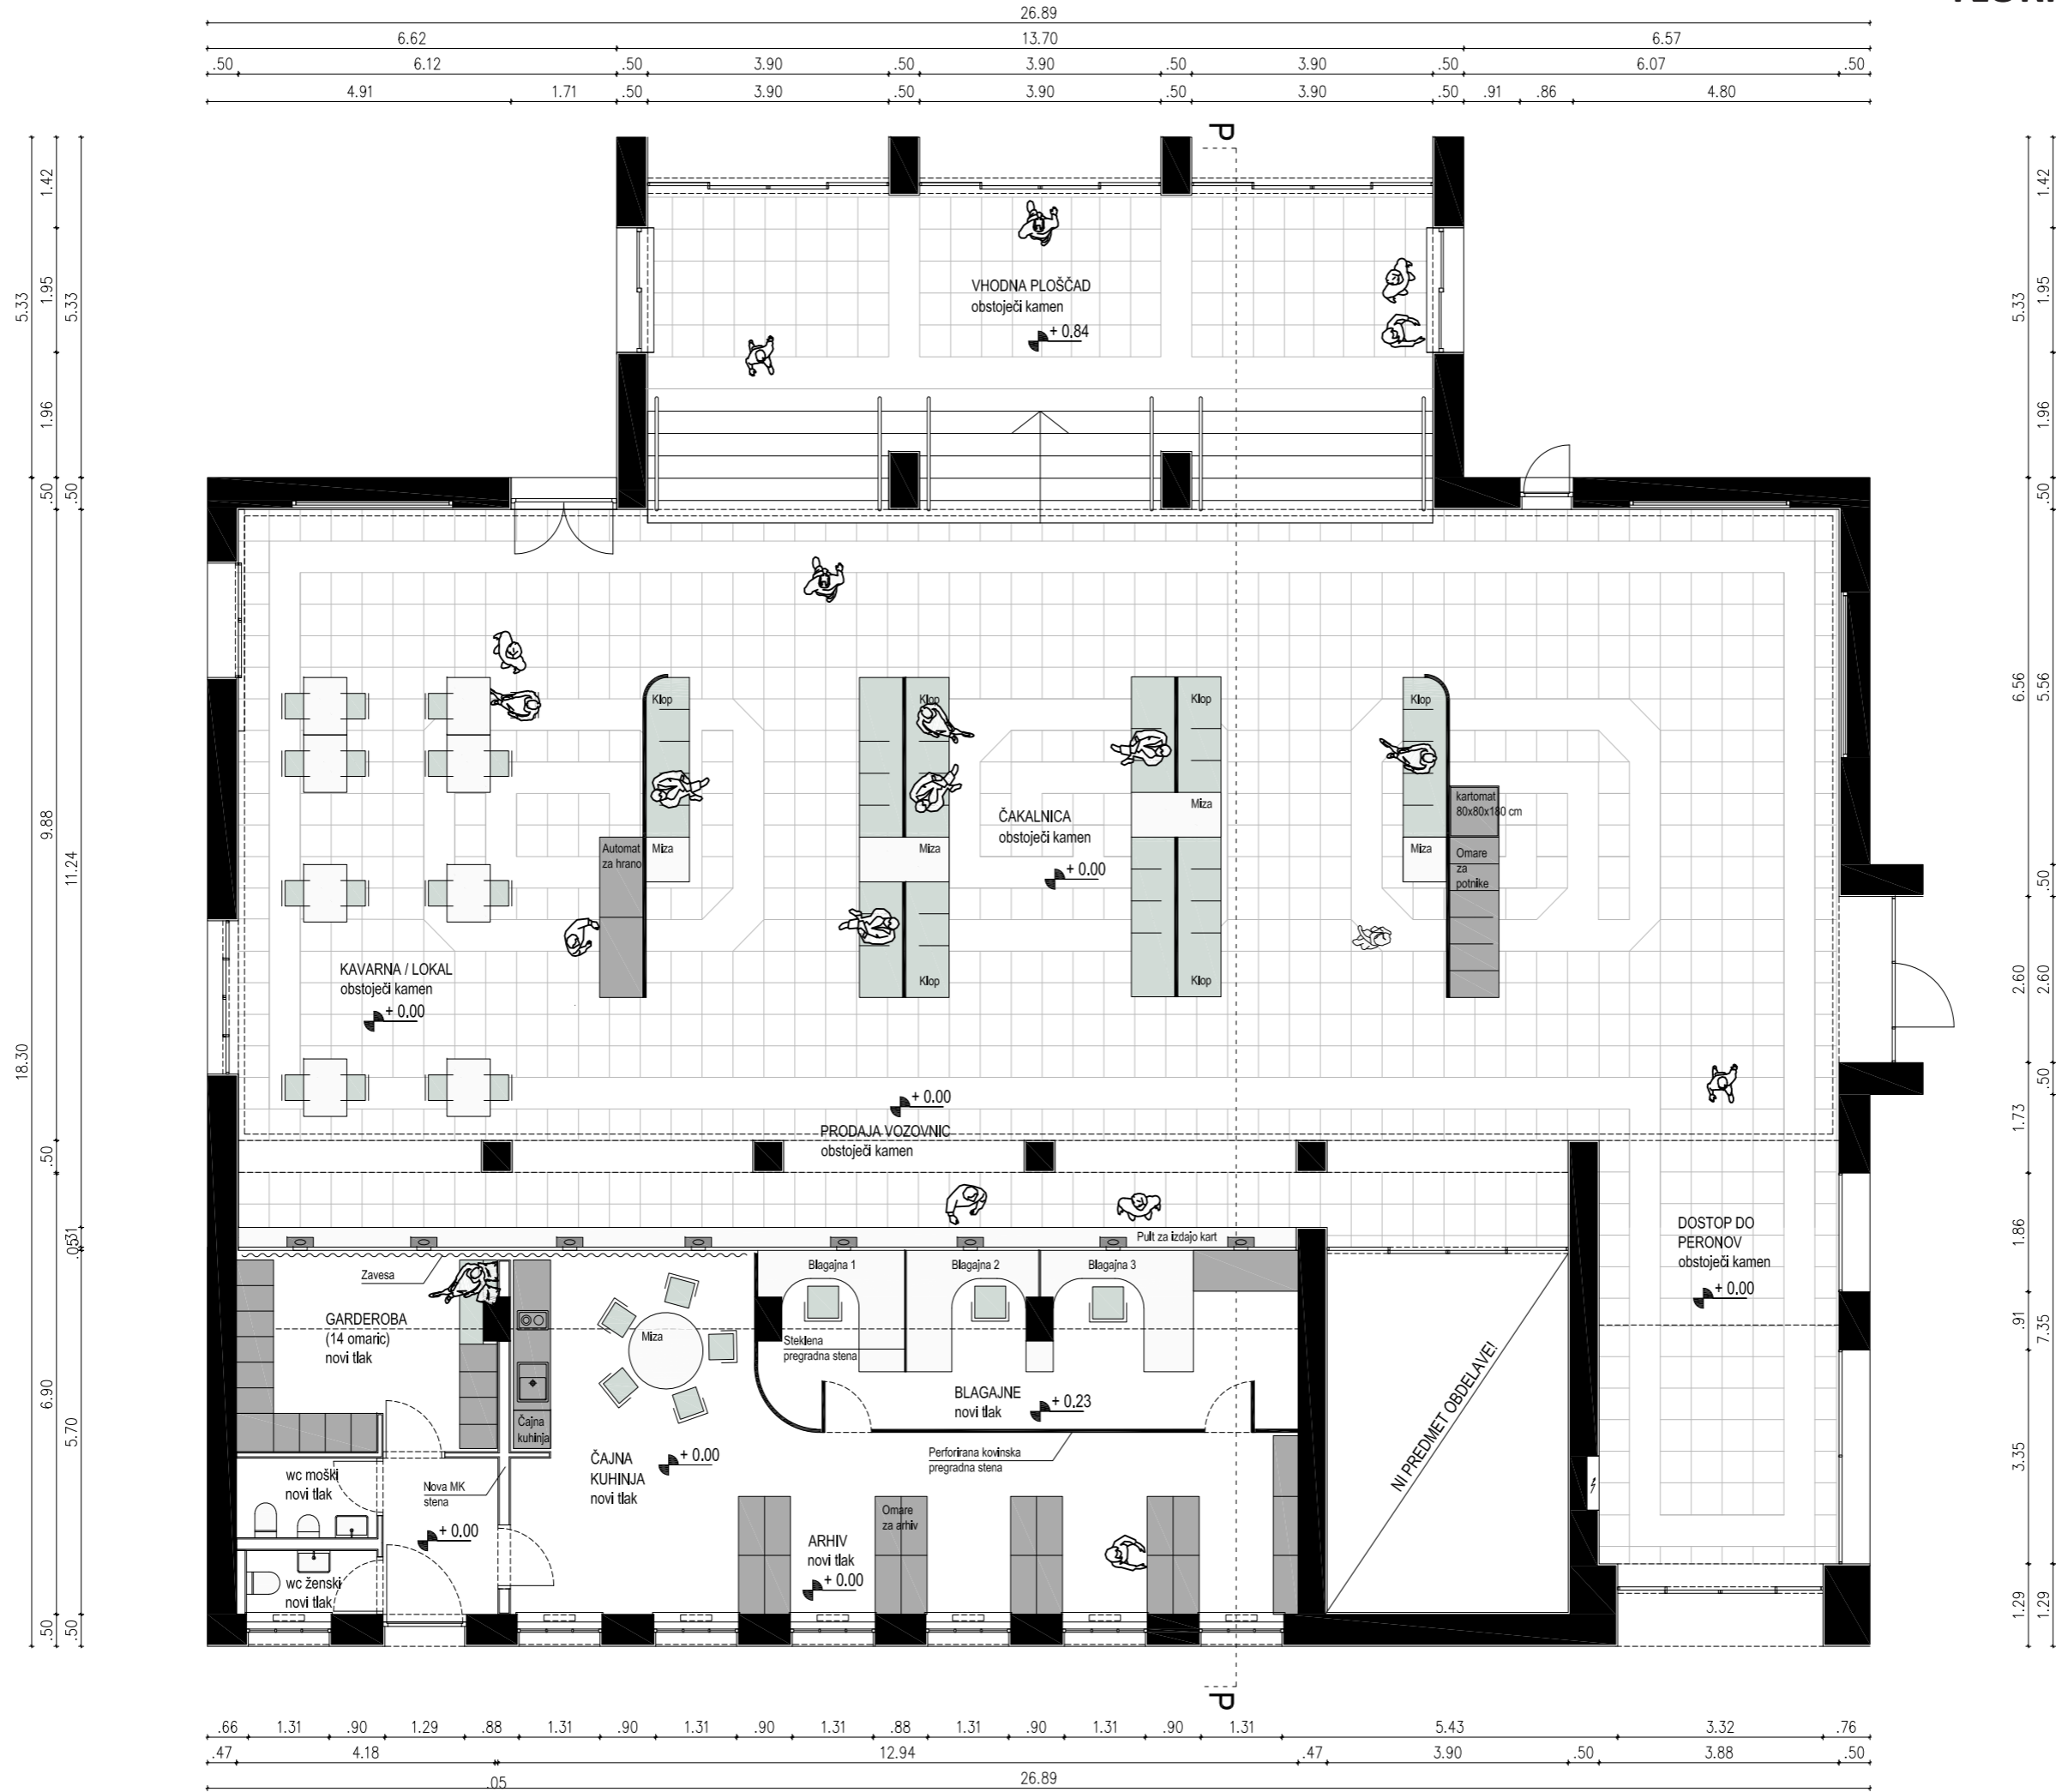 26.89
6.62 13.70 6.57
.50 6.12 .50 3.90 .50 3.90 .50 3.90 .50 6.07 .50
4.91 1.71 .50 3.90 .50 3.90 .50 3.90 .50 .91 .86 4.80
P
5.33
18.30
1.42
1.95
1.96
.50
9.88
.50
.05
6.90
.50
5.33
.50
11.24
.31
5.70
.50
VHODNA PLOŠČAD
obstoječi kamen
+ 0.84
Klop
Klop
Klop
Klop
Automat
za hrano
Miza
Miza
ČAKALNICA
obstoječi kamen
+ 0.00
Miza
Miza
kartomat
80x80x180 cm
Omare
za
potnike
Klop
Klop
KAVARNA / LOKAL
obstoječi kamen
+ 0.00
+ 0.00
PRODAJA VOZOVNIC
obstoječi kamen
Pult za izdajo kart
DOSTOP DO
PERONOV
obstoječi kamen
+ 0.00
Zavesa
Blagajna 1
Blagajna 2
Blagajna 3
GARDEROBA
(14 omaric)
novi tlak
Miza
Steklena
pregradna stena
BLAGAJNE
novi tlak
+ 0.23
Čajna
kuhinja
ČAJNA
KUHINJA
novi tlak
+ 0.00
Perforirana kovinska
pregradna stena
NI PREDMET OBDELAVE!
wc moški
novi tlak
Nova MK
stena
+ 0.00
Omare
za arhiv
ARHIV
novi tlak
+ 0.00
wc ženski
novi tlak
5.33
6.56
2.60
1.42
1.95
1.96
.50
5.56
.50
2.60
.50
1.73
1.86
.91
3.35
1.29
7.35
1.29
P
.66 1.31 .90 1.29 .88 1.31 .90 1.31 .90 1.31 .88 1.31 .90 1.31 .90 1.31 5.43 3.32 .76
.47 4.18 12.94 .47 3.90 .50 3.88 .50
.05 26.89